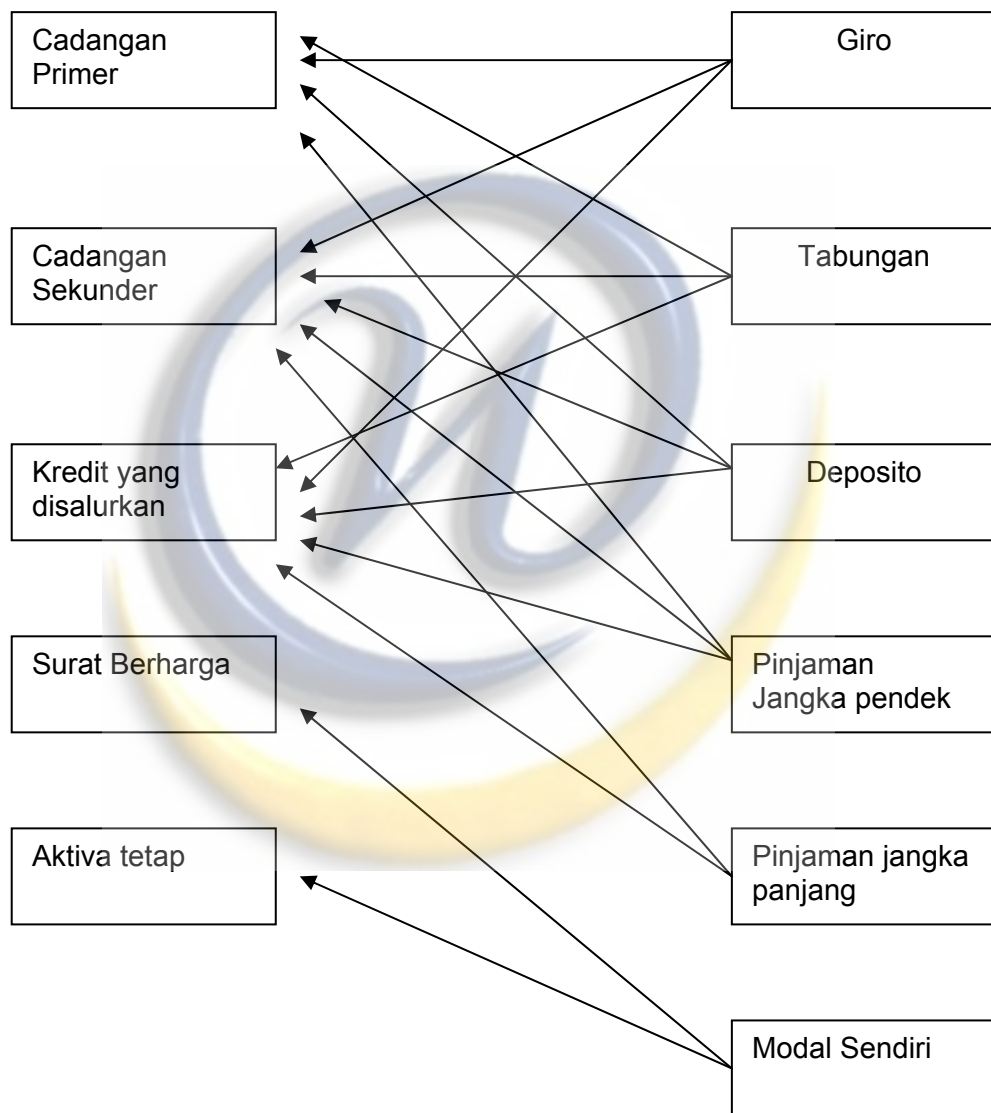 Cadangan
Primer
Giro
Cadangan
Sekunder
Tabungan
Kredit yang
disalurkan
Deposito
Surat Berharga
Pinjaman
Jangka pendek
Aktiva tetap
Pinjaman jangka
panjang
Modal Sendiri